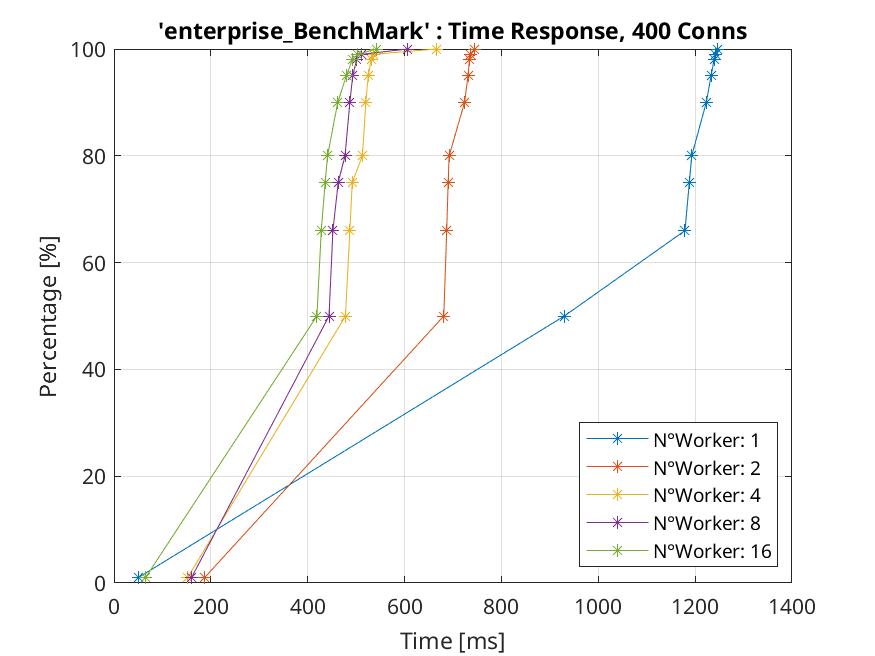 'enterprise_BenchMark' : Time Response, 400 Conns
100
80
60
40
20
0
Percentage [%]
0 200 400 600 800 1000 1200 1400
Time [ms]
N°Worker: 1
N°Worker: 2
N°Worker: 4
N°Worker: 8
N°Worker: 16